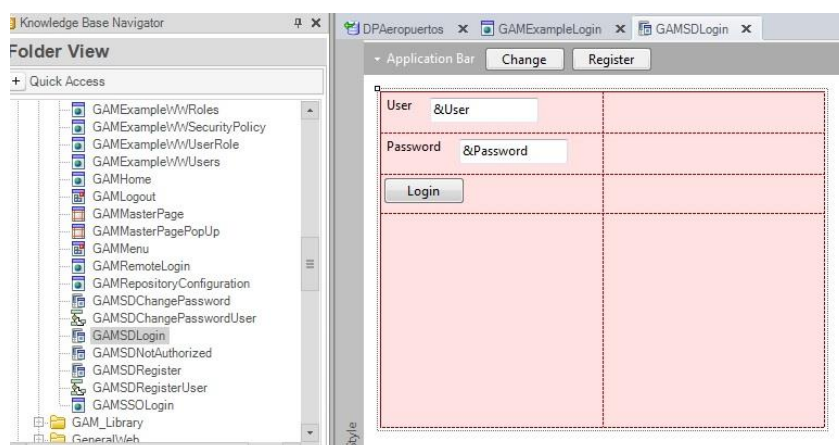 Knowledge Base Navigator
Folder View
+ Quick Access
GAMExampleWWRoles
GAMExampleWWSecurityPolicy
GAMExampleWWUserRole
GAMExampleWWUsers
GAMHome
GAMLogout
GAMMasterPage
GAMMasterPagePopUp
GAMMenu
GAMRemoteLogin
GAMRepositoryConfiguration
GAMSDChangePassword
GAMSDChangePasswordUser
GAMSDLogin
GAMSDNotAuthorized
GAMSDRegister
GAMSDRegisterUser
GAMSSOLogin
GAM_Library
GeneralWeb
DPAeropuertos
GAMExampleLogin
GAMSDLogin
Application Bar
Change
Register
User
&User
Password
&Password
Login